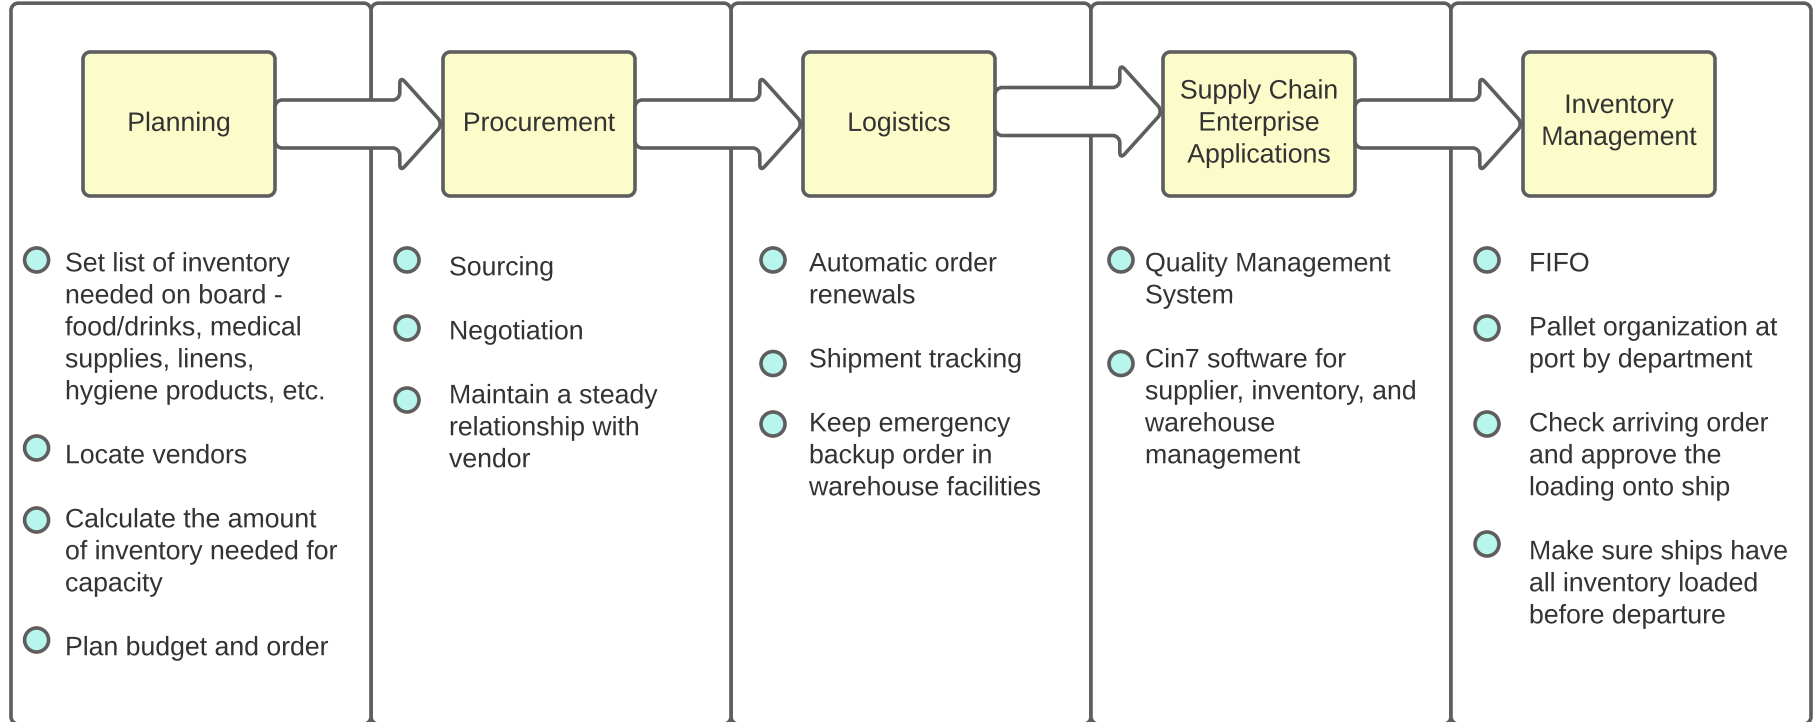 Planning
Procurement
Logistics
Supply Chain
Enterprise
Applications
Inventory
Management
Set list of inventory
needed on board -
food/drinks, medical
supplies, linens,
hygiene products, etc.
Locate vendors
Calculate the amount
of inventory needed for
capacity
Plan budget and order
Sourcing
Negotiation
Maintain a steady
relationship with
vendor
Automatic order
renewals
Shipment tracking
Keep emergency
backup order in
warehouse facilities
Quality Management
System
Cin7 software for
supplier, inventory, and
warehouse
management
FIFO
Pallet organization at
port by department
Check arriving order
and approve the
loading onto ship
Make sure ships have
all inventory loaded
before departure